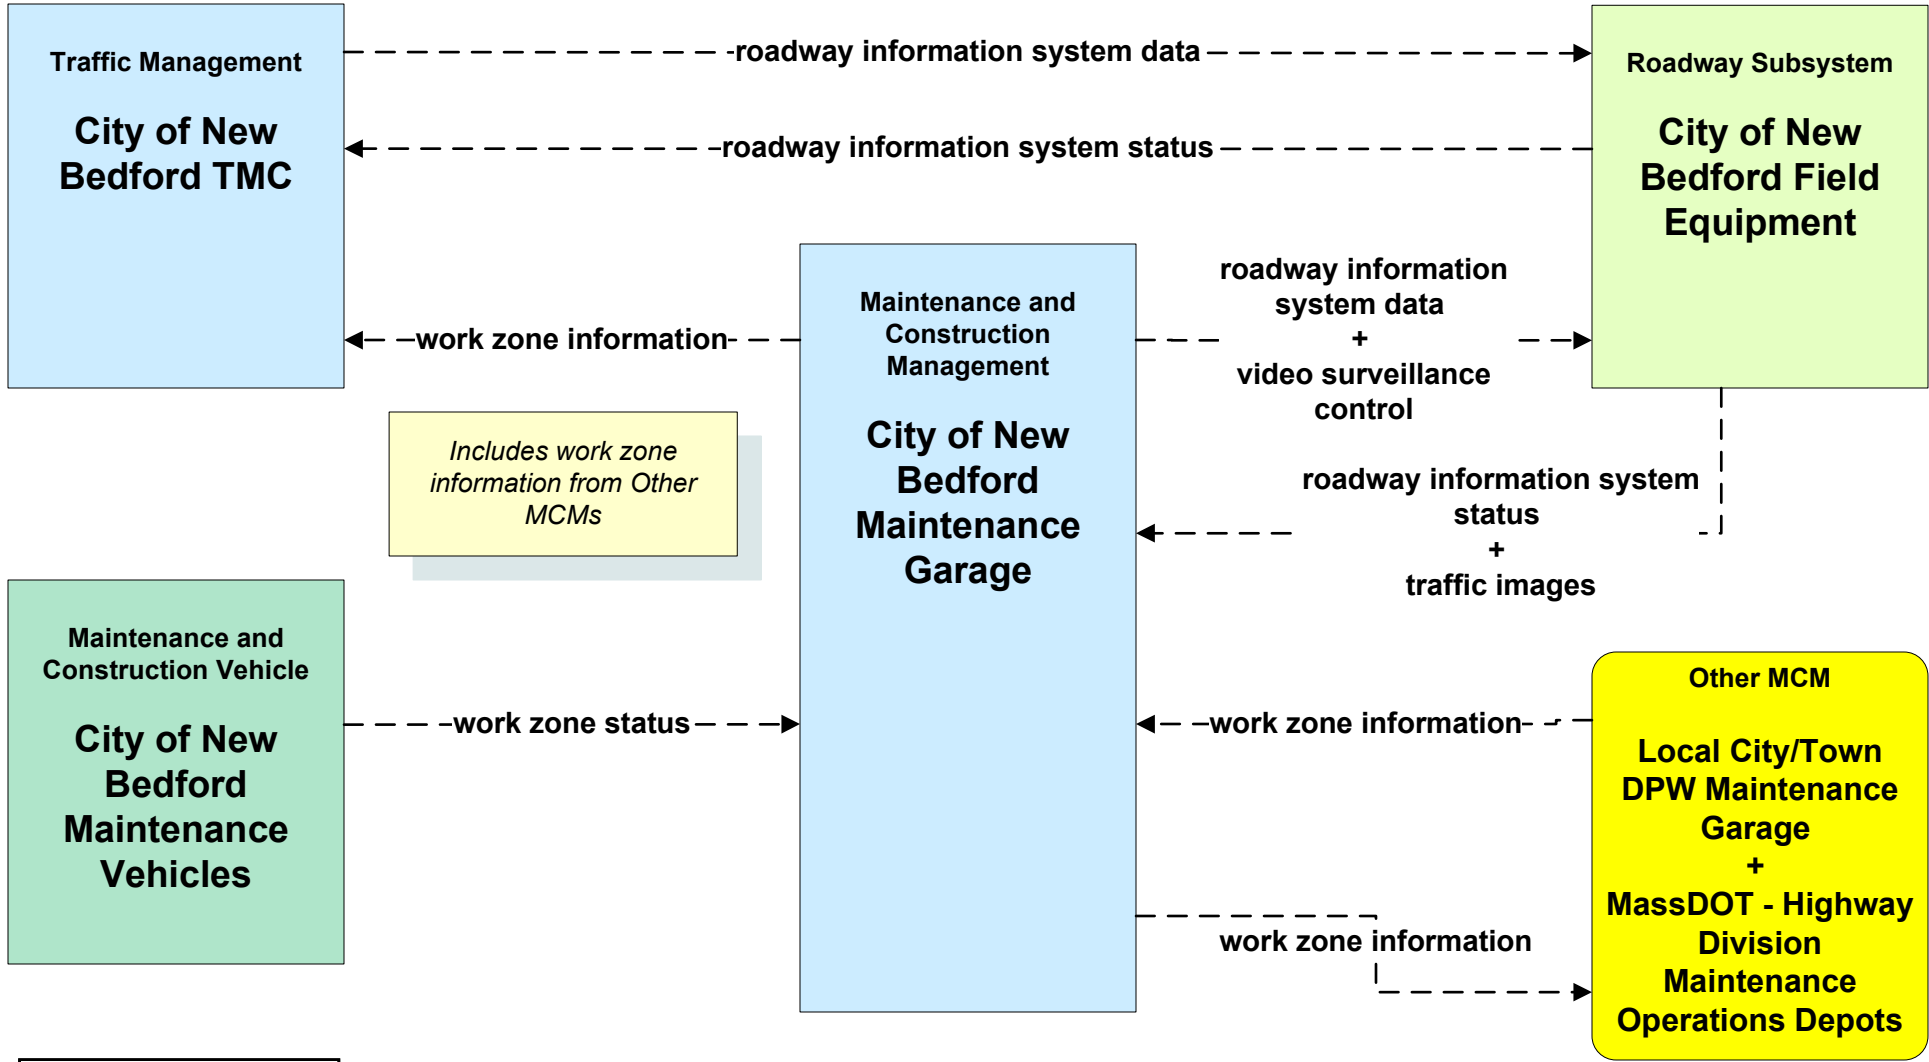 Traffic Management
City of New
Bedford TMC
roadway information system data
roadway information system status
Roadway Subsystem
City of New
Bedford Field
Equipment
work zone information
Maintenance and
Construction
Management
City of New
Bedford
Maintenance
Garage
roadway information
system data
+
video surveillance
control
Includes work zone
information from Other
MCMs
roadway information system
status
+
traffic images
Maintenance and
Construction Vehicle
City of New
Bedford
Maintenance
Vehicles
work zone status
work zone information
work zone information
Other MCM
Local City/Town
DPW Maintenance
Garage
+
MassDOT - Highway
Division
Maintenance
Operations Depots